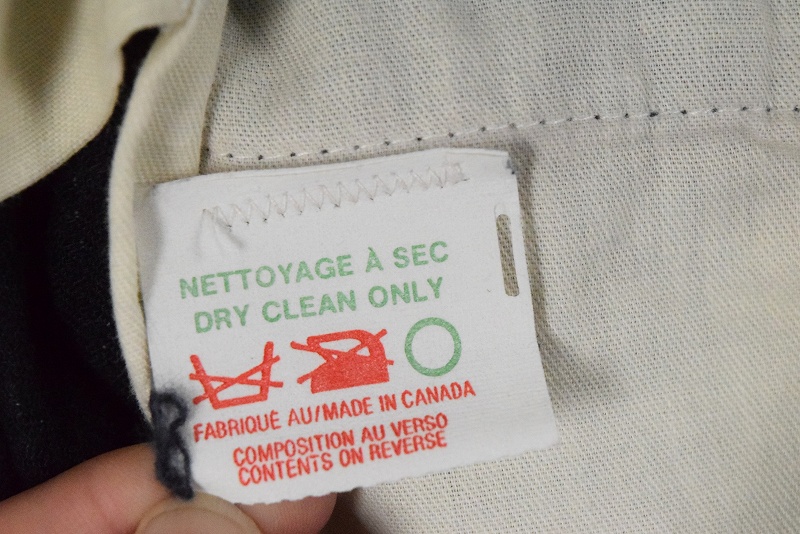 NETTOYAGE À SEC
DRY CLEAN ONLY
FABRIQUÉ AU/MADE IN CANADA
COMPOSITION AU VERSO
CONTENTS ON REVERSE